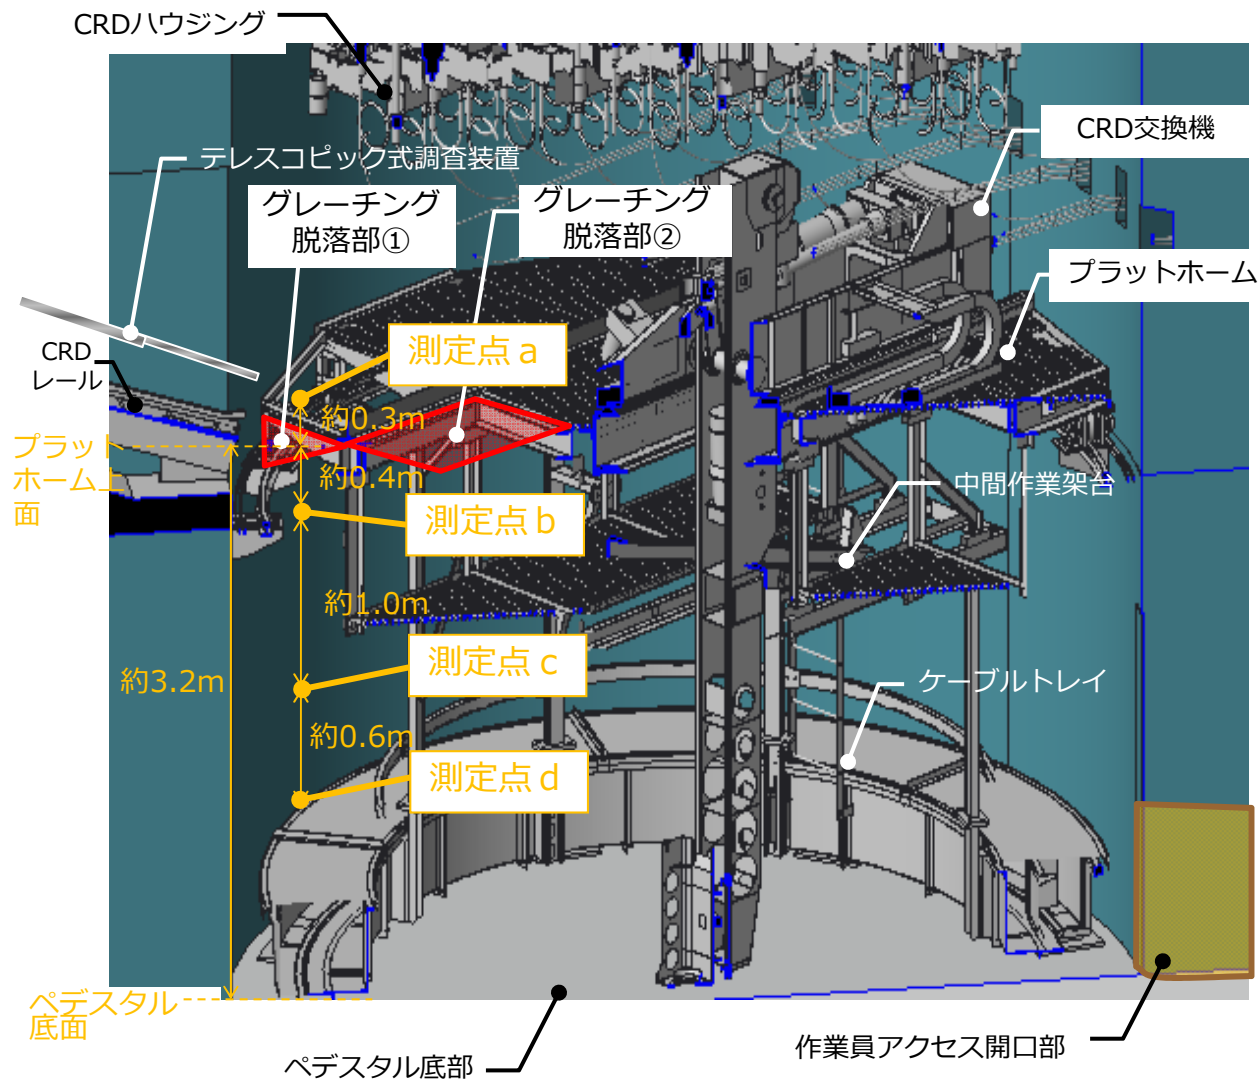 CRDハウジング
CRD交換機
テレスコピック式調査装置
グレーチング
脱落部①
グレーチング
脱落部②
プラットホーム
CRD
レール
測定点a
約0.3m
プラット
ホーム上
面
約0.4m
中間作業架台
測定点b
約1.0m
測定点c
約3.2m
ケーブルトレイ
約0.6m
測定点d
ペデスタル
底面
ペデスタル底部
作業員アクセス開口部